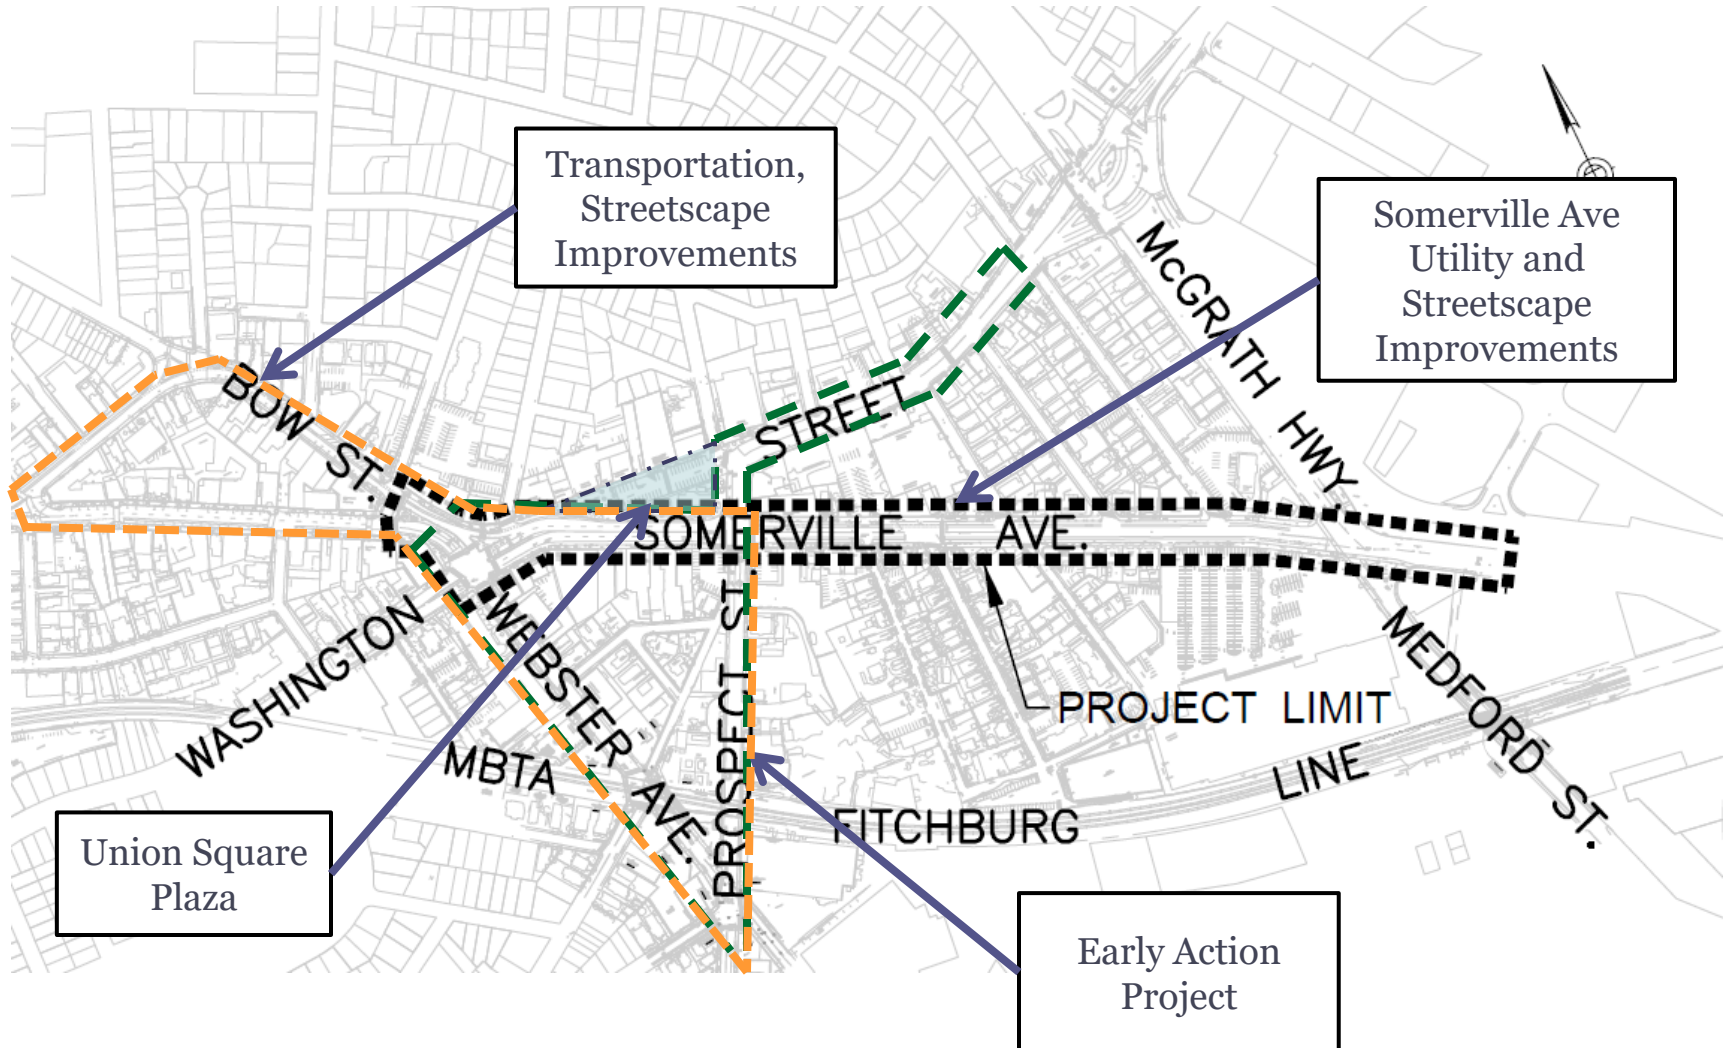 Transportation,
Streetscape
Improvements
Somerville Ave
Utility and
Streetscape
Improvements
McGRATH HWY.
BOW ST.
STREET
SOMERVILLE AVE.
WASHINGTON
WEBSTER AVE.
PROSPECT ST.
PROJECT LIMIT
MEDFORD ST.
MBTA FITCHBURG LINE
Union Square
Plaza
Early Action
Project